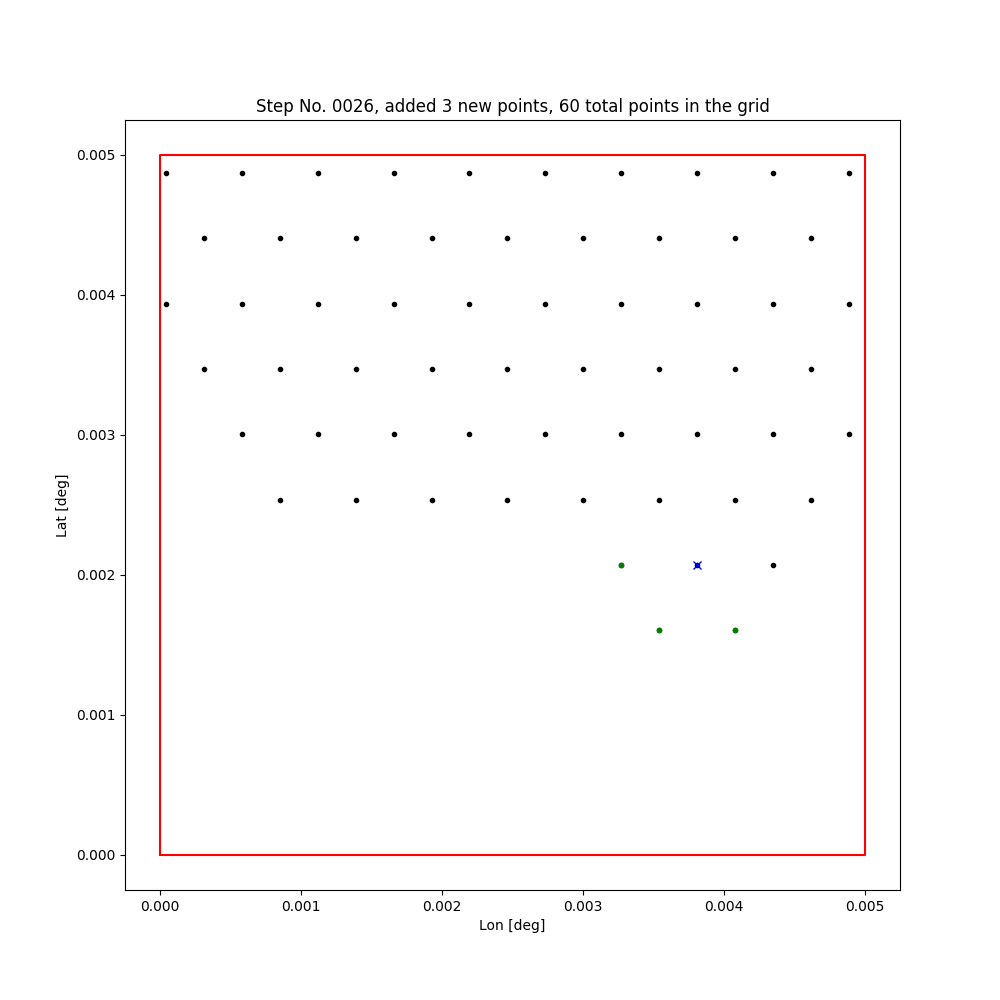 Step No. 0026, added 3 new points, 60 total points in the grid
0.005
0.004
0.003
0.002
0.001
0.000
Lat [deg]
0.000 0.001 0.002 0.003 0.004 0.005
Lon [deg]